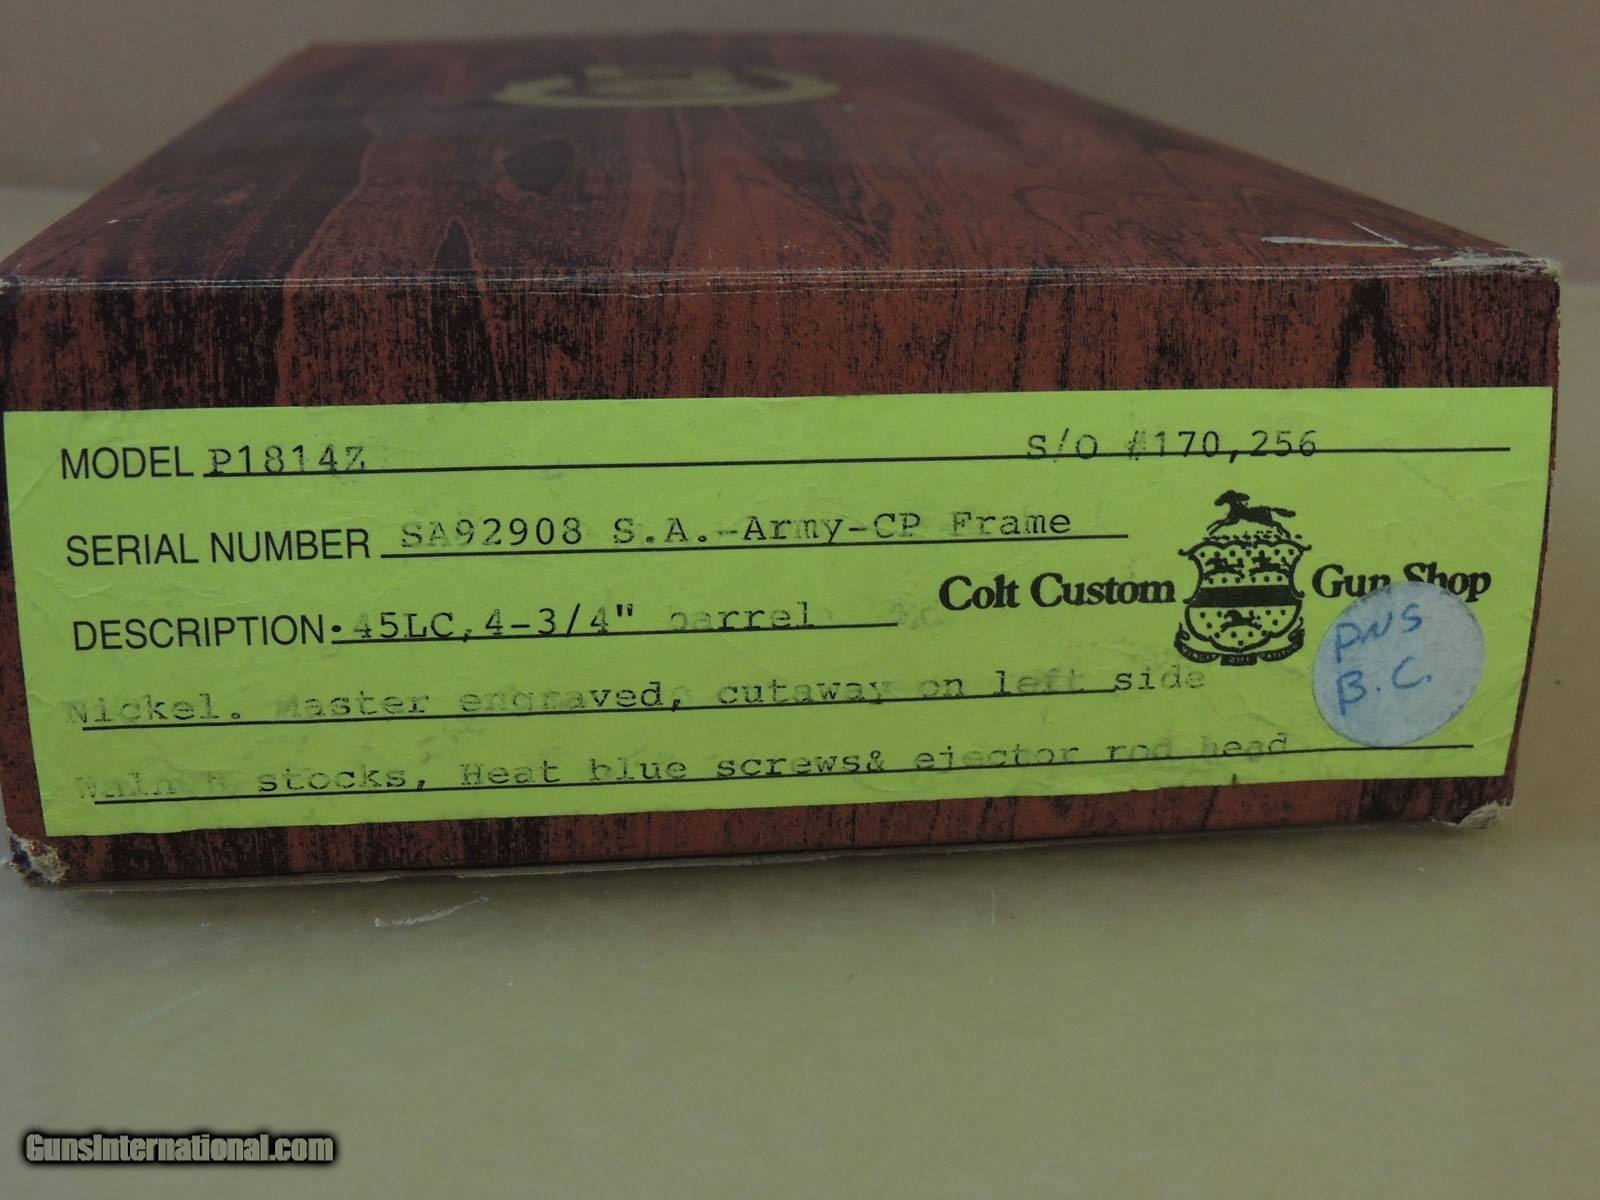 MODEL P1814Z S/O #170,256
SERIAL NUMBER SA92908 S.A.-Army-CP Frame
DESCRIPTION .45LC, 4-3/4" barrel
Colt Custom Gun Shop
Nickel. Master engraved, cutaway on left side
Walnut stocks, Heat blue screws& ejector rod head
PNS
B.C.
GunsInternational.com